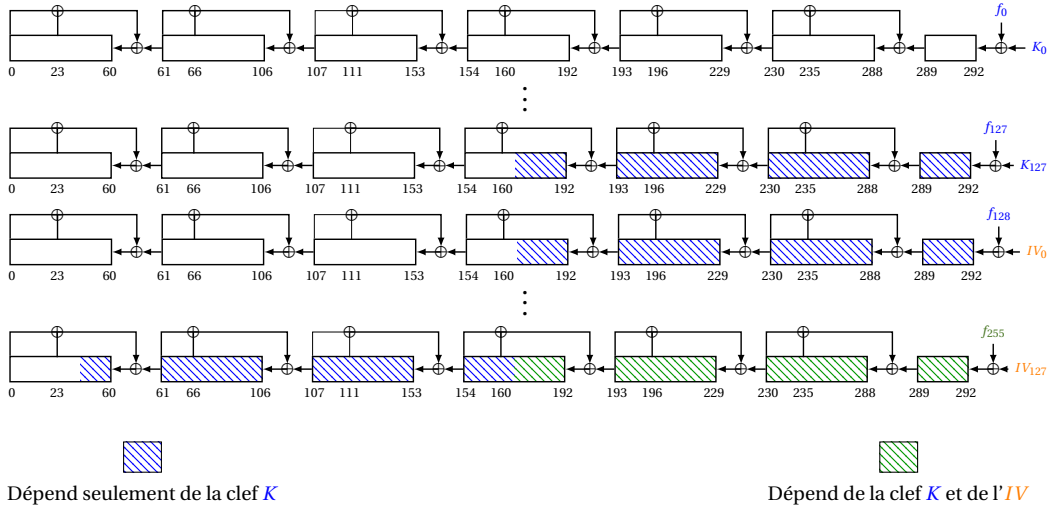 f₀
K₀
0 23 60 61 66 106 107 111 153 154 160 192 193 196 229 230 235 288 289 292
f₁₂₇
K₁₂₇
0 23 60 61 66 106 107 111 153 154 160 192 193 196 229 230 235 288 289 292
f₁₂₈
IV₀
0 23 60 61 66 106 107 111 153 154 160 192 193 196 229 230 235 288 289 292
f₂₅₅
IV₁₂₇
0 23 60 61 66 106 107 111 153 154 160 192 193 196 229 230 235 288 289 292
Dépend seulement de la clef K
Dépend de la clef K et de l'IV